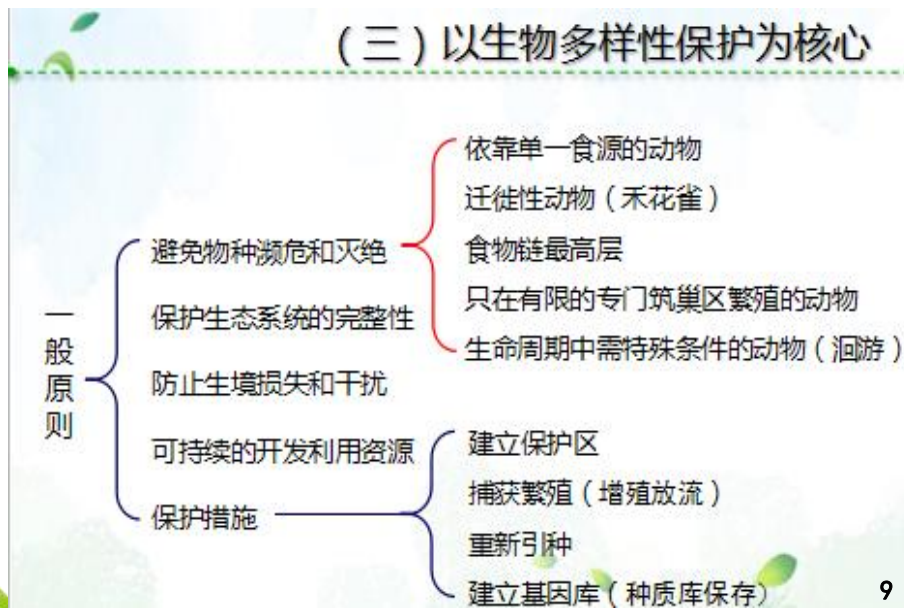 （三）以生物多样性保护为核心
一般原则
避免物种濒危和灭绝
依靠单一食源的动物
迁徙性动物（禾花雀）
食物链最高层
只在有限的专门筑巢区繁殖的动物
生命周期中需特殊条件的动物（洄游）
保护生态系统的完整性
防止生境损失和干扰
可持续的开发利用资源
保护措施
建立保护区
捕获繁殖（增殖放流）
重新引种
建立基因库（种质库保存）
9